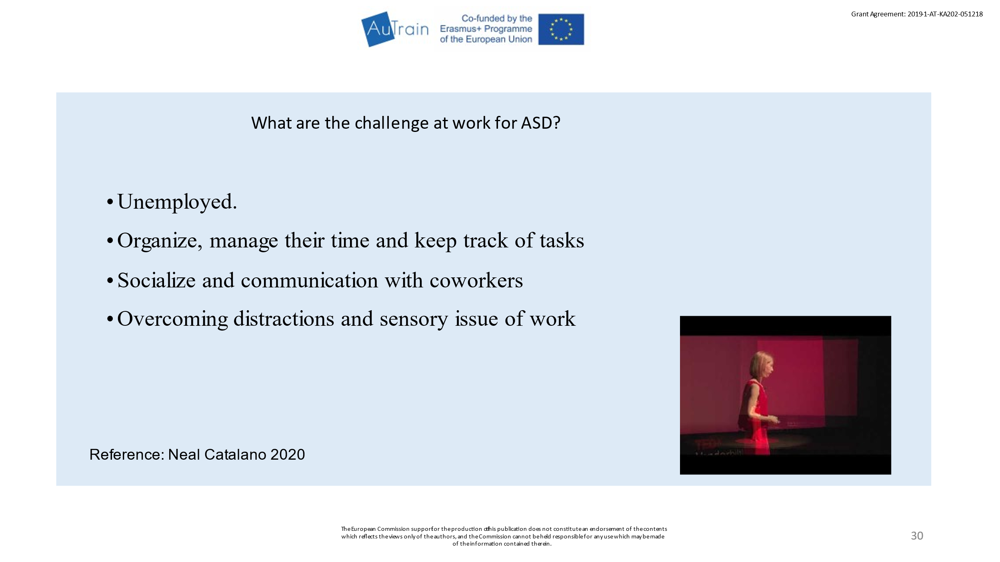 AuTrain
Co-funded by the
Erasmus+ Programme
of the European Union
Grant Agreement: 2019-1-AT-KA202-051218
What are the challenge at work for ASD?
• Unemployed.
• Organize, manage their time and keep track of tasks
• Socialize and communication with coworkers
• Overcoming distractions and sensory issue of work
TEDx
Vanderbilt
Reference: Neal Catalano 2020
The European Commission support for the production of this publication does not constitute an endorsement of the contents
which reflects the views only of the authors, and the Commission cannot be held responsible for any use which may be made
of the information contained therein.
30